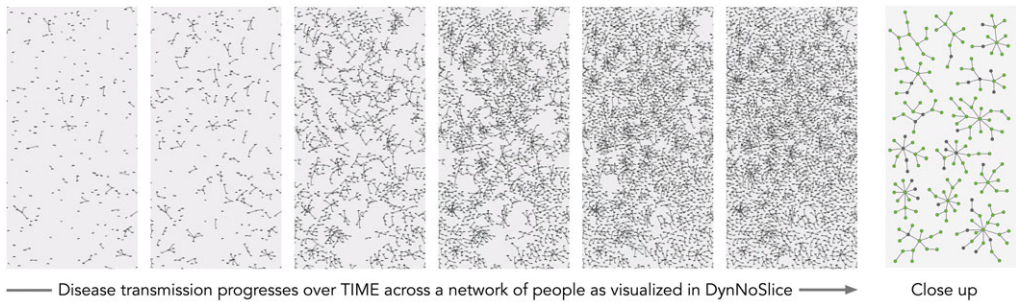 Disease transmission progresses over TIME across a network of people as visualized in DynNoSlice
Close up